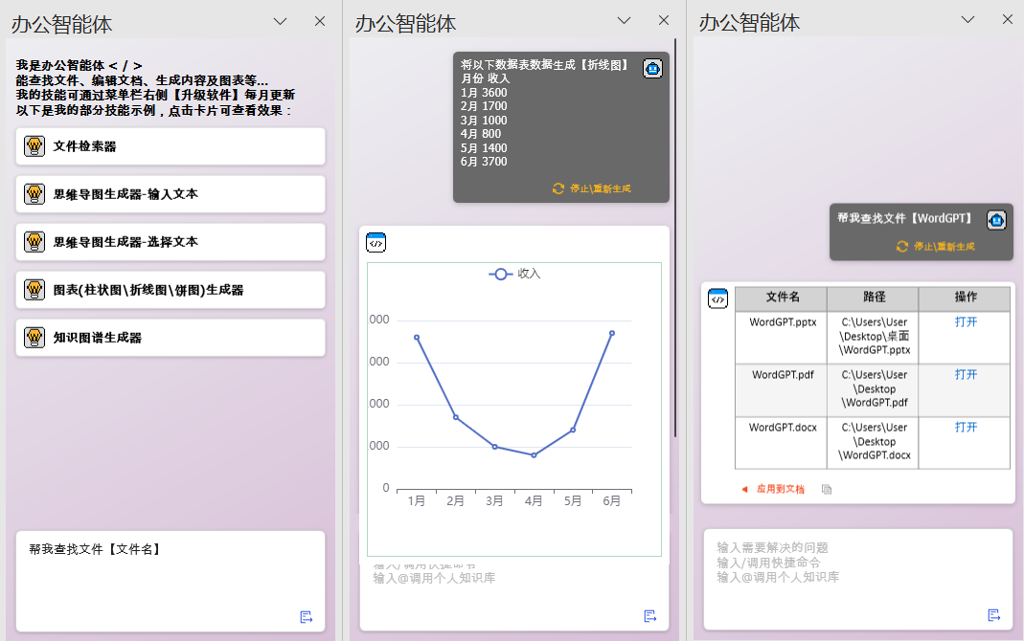 办公智能体
我是办公智能体 < / >
能查找文件、编辑文档、生成内容及图表等...
我的技能可通过菜单栏右侧【升级软件】每月更新
以下是我的部分技能示例，点击卡片可查看效果：
文件检索器
思维导图生成器-输入文本
思维导图生成器-选择文本
图表(柱状图\折线图\饼图)生成器
知识图谱生成器
帮我查找文件【文件名】
办公智能体
将以下数据表数据生成【折线图】
月份 收入
1月 3600
2月 1700
3月 1000
4月 800
5月 1400
6月 3700
停止\重新生成
</>
收入
000
000
000
000
0
1月 2月 3月 4月 5月 6月
输入/调用快捷命令
输入@调用个人知识库
办公智能体
帮我查找文件【WordGPT】
停止\重新生成
</>
文件名 路径 操作
WordGPT.pptx C:\Users\User 打开
\Desktop\桌面
\WordGPT.pptx
WordGPT.pdf C:\Users\User 打开
\Desktop
\WordGPT.pdf
WordGPT.docx C:\Users\User 打开
\Desktop
\WordGPT.docx
应用到文档
输入需要解决的问题
输入/调用快捷命令
输入@调用个人知识库